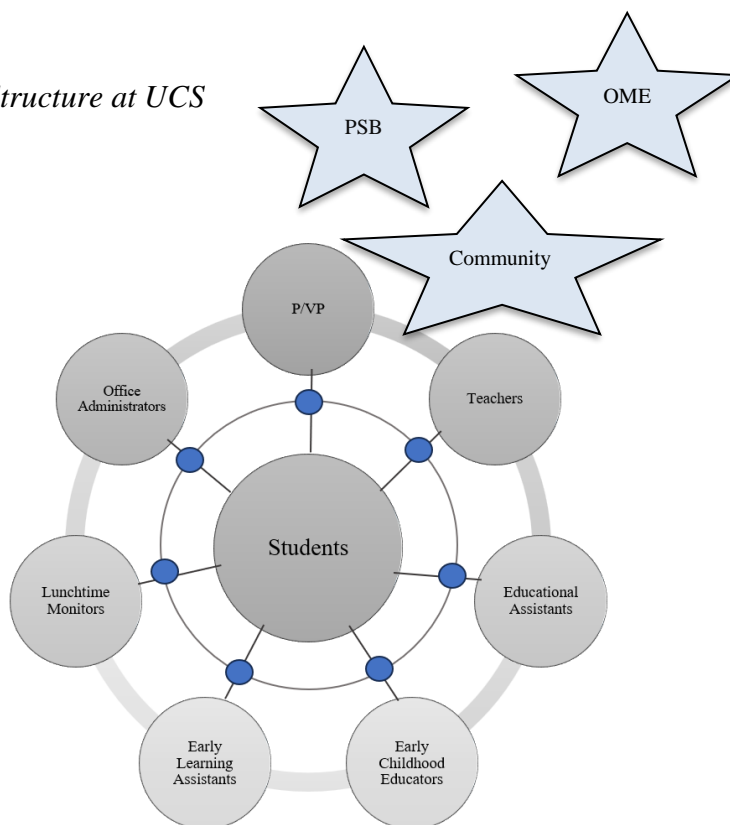 tructure at UCS
OME
PSB
Community
P/VP
Office
Administrators
Teachers
Students
Lunchtime
Monitors
Educational
Assistants
Early
Learning
Assistants
Early
Childhood
Educators